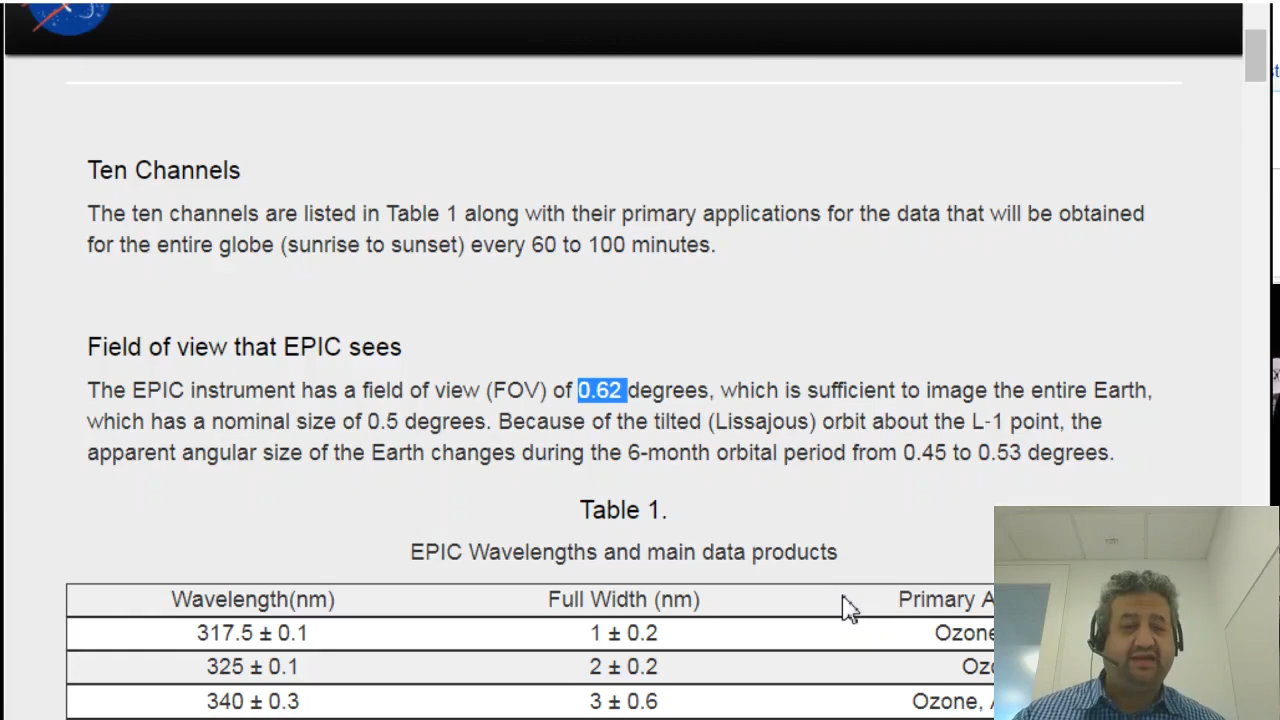 Ten Channels
The ten channels are listed in Table 1 along with their primary applications for the data that will be obtained
for the entire globe (sunrise to sunset) every 60 to 100 minutes.
Field of view that EPIC sees
The EPIC instrument has a field of view (FOV) of 0.62 degrees, which is sufficient to image the entire Earth,
which has a nominal size of 0.5 degrees. Because of the tilted (Lissajous) orbit about the L-1 point, the
apparent angular size of the Earth changes during the 6-month orbital period from 0.45 to 0.53 degrees.
Table 1.
EPIC Wavelengths and main data products
Wavelength(nm) Full Width (nm) Primary A
317.5 ± 0.1 1 ± 0.2 Ozone
325 ± 0.1 2 ± 0.2 Ozo
340 ± 0.3 3 ± 0.6 Ozone,